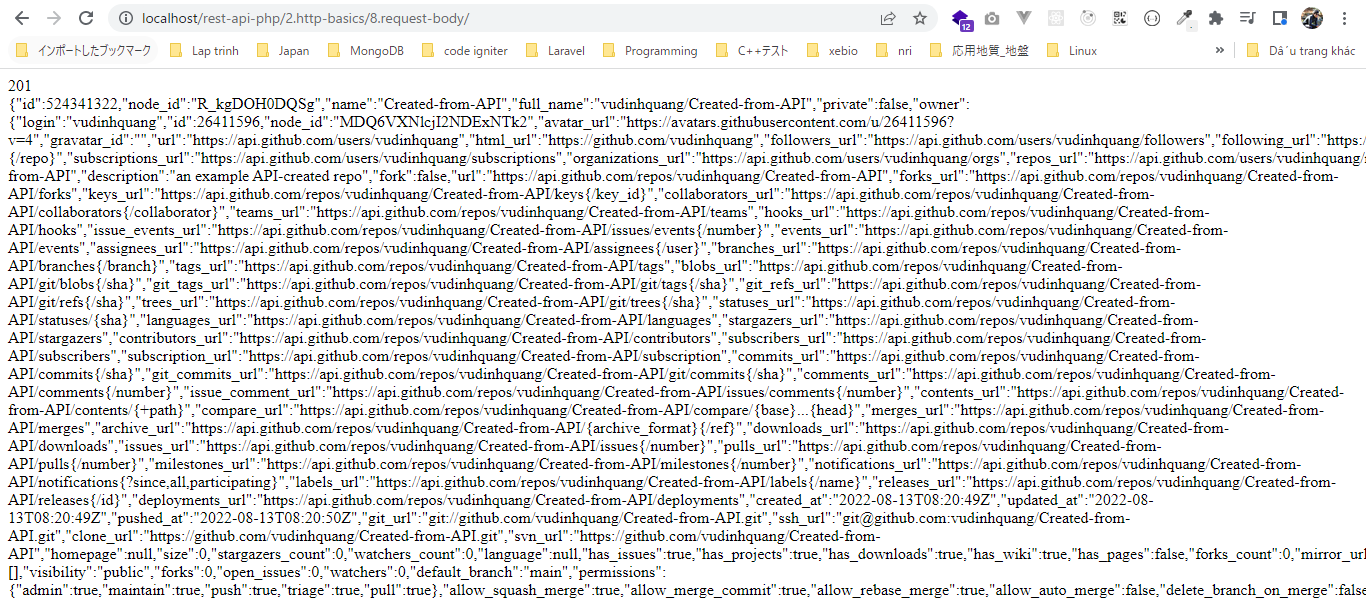 localhost/rest-api-php/2.http-basics/8.request-body/
12
インポートしたブックマーク Lap trinh Japan MongoDB code igniter Laravel Programming C++テスト xebio nri 応用地質_地盤 Linux » Dấu trang khác
201
{"id":524341322,"node_id":"R_kgDOH0DQSg","name":"Created-from-API","full_name":"vudinhquang/Created-from-API","private":false,"owner":
{"login":"vudinhquang","id":26411596,"node_id":"MDQ6VXNlcjI2NDExNTk2","avatar_url":"https://avatars.githubusercontent.com/u/26411596?
v=4","gravatar_id":"","url":"https://api.github.com/users/vudinhquang","html_url":"https://github.com/vudinhquang","followers_url":"https://api.github.com/users/vudinhquang/followers","following_url":"https:
{/repo}","subscriptions_url":"https://api.github.com/users/vudinhquang/subscriptions","organizations_url":"https://api.github.com/users/vudinhquang/orgs","repos_url":"https://api.github.com/users/vudinhquang/
from-API","description":"an example API-created repo","fork":false,"url":"https://api.github.com/repos/vudinhquang/Created-from-API","forks_url":"https://api.github.com/repos/vudinhquang/Created-from-
API/forks","keys_url":"https://api.github.com/repos/vudinhquang/Created-from-API/keys{/key_id}","collaborators_url":"https://api.github.com/repos/vudinhquang/Created-from-
API/collaborators{/collaborator}","teams_url":"https://api.github.com/repos/vudinhquang/Created-from-API/teams","hooks_url":"https://api.github.com/repos/vudinhquang/Created-from-
API/hooks","issue_events_url":"https://api.github.com/repos/vudinhquang/Created-from-API/issues/events{/number}","events_url":"https://api.github.com/repos/vudinhquang/Created-from-
API/events","assignees_url":"https://api.github.com/repos/vudinhquang/Created-from-API/assignees{/user}","branches_url":"https://api.github.com/repos/vudinhquang/Created-from-
API/branches{/branch}","tags_url":"https://api.github.com/repos/vudinhquang/Created-from-API/tags","blobs_url":"https://api.github.com/repos/vudinhquang/Created-from-
API/git/blobs{/sha}","git_tags_url":"https://api.github.com/repos/vudinhquang/Created-from-API/git/tags{/sha}","git_refs_url":"https://api.github.com/repos/vudinhquang/Created-from-
API/git/refs{/sha}","trees_url":"https://api.github.com/repos/vudinhquang/Created-from-API/git/trees{/sha}","statuses_url":"https://api.github.com/repos/vudinhquang/Created-from-
API/statuses/{sha}","languages_url":"https://api.github.com/repos/vudinhquang/Created-from-API/languages","stargazers_url":"https://api.github.com/repos/vudinhquang/Created-from-
API/stargazers","contributors_url":"https://api.github.com/repos/vudinhquang/Created-from-API/contributors","subscribers_url":"https://api.github.com/repos/vudinhquang/Created-from-
API/subscribers","subscription_url":"https://api.github.com/repos/vudinhquang/Created-from-API/subscription","commits_url":"https://api.github.com/repos/vudinhquang/Created-from-
API/commits{/sha}","git_commits_url":"https://api.github.com/repos/vudinhquang/Created-from-API/git/commits{/sha}","comments_url":"https://api.github.com/repos/vudinhquang/Created-from-
API/comments{/number}","issue_comment_url":"https://api.github.com/repos/vudinhquang/Created-from-API/issues/comments{/number}","contents_url":"https://api.github.com/repos/vudinhquang/Created-
from-API/contents/{+path}","compare_url":"https://api.github.com/repos/vudinhquang/Created-from-API/compare/{base}...{head}","merges_url":"https://api.github.com/repos/vudinhquang/Created-from-
API/merges","archive_url":"https://api.github.com/repos/vudinhquang/Created-from-API/{archive_format}{/ref}","downloads_url":"https://api.github.com/repos/vudinhquang/Created-from-
API/downloads","issues_url":"https://api.github.com/repos/vudinhquang/Created-from-API/issues{/number}","pulls_url":"https://api.github.com/repos/vudinhquang/Created-from-
API/pulls{/number}","milestones_url":"https://api.github.com/repos/vudinhquang/Created-from-API/milestones{/number}","notifications_url":"https://api.github.com/repos/vudinhquang/Created-from-
API/notifications{?since,all,participating}","labels_url":"https://api.github.com/repos/vudinhquang/Created-from-API/labels{/name}","releases_url":"https://api.github.com/repos/vudinhquang/Created-from-
API/releases{/id}","deployments_url":"https://api.github.com/repos/vudinhquang/Created-from-API/deployments","created_at":"2022-08-13T08:20:49Z","updated_at":"2022-08-
13T08:20:49Z","pushed_at":"2022-08-13T08:20:50Z","git_url":"git://github.com/vudinhquang/Created-from-API.git","ssh_url":"git@github.com:vudinhquang/Created-from-
API.git","clone_url":"https://github.com/vudinhquang/Created-from-API.git","svn_url":"https://github.com/vudinhquang/Created-from-
API","homepage":null,"size":0,"stargazers_count":0,"watchers_count":0,"language":null,"has_issues":true,"has_projects":true,"has_downloads":true,"has_wiki":true,"has_pages":false,"forks_count":0,"mirror_url
[],"visibility":"public","forks":0,"open_issues":0,"watchers":0,"default_branch":"main","permissions":
{"admin":true,"maintain":true,"push":true,"triage":true,"pull":true},"allow_squash_merge":true,"allow_merge_commit":true,"allow_rebase_merge":true,"allow_auto_merge":false,"delete_branch_on_merge":false